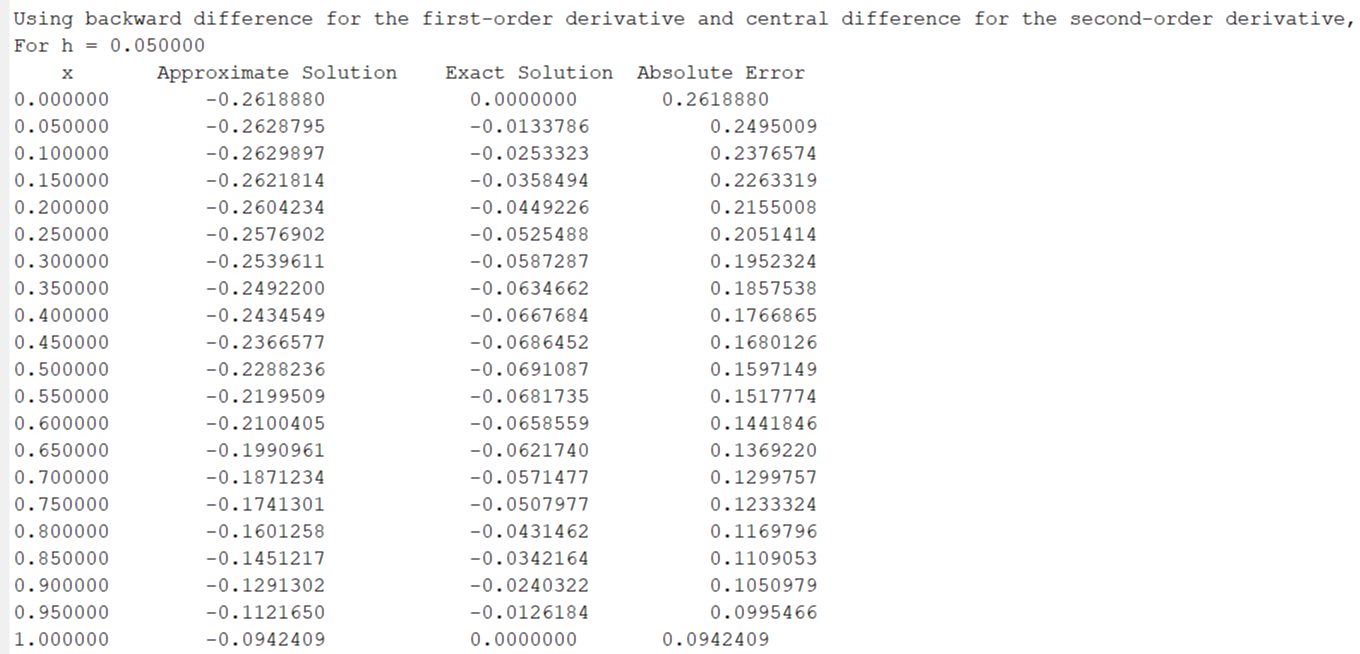 Using backward difference for the first-order derivative and central difference for the second-order derivative,
For h = 0.050000
x Approximate Solution Exact Solution Absolute Error
0.000000 -0.2618880 0.0000000 0.2618880
0.050000 -0.2628795 -0.0133786 0.2495009
0.100000 -0.2629897 -0.0253323 0.2376574
0.150000 -0.2621814 -0.0358494 0.2263319
0.200000 -0.2604234 -0.0449226 0.2155008
0.250000 -0.2576902 -0.0525488 0.2051414
0.300000 -0.2539611 -0.0587287 0.1952324
0.350000 -0.2492200 -0.0634662 0.1857538
0.400000 -0.2434549 -0.0667684 0.1766865
0.450000 -0.2366577 -0.0686452 0.1680126
0.500000 -0.2288236 -0.0691087 0.1597149
0.550000 -0.2199509 -0.0681735 0.1517774
0.600000 -0.2100405 -0.0658559 0.1441846
0.650000 -0.1990961 -0.0621740 0.1369220
0.700000 -0.1871234 -0.0571477 0.1299757
0.750000 -0.1741301 -0.0507977 0.1233324
0.800000 -0.1601258 -0.0431462 0.1169796
0.850000 -0.1451217 -0.0342164 0.1109053
0.900000 -0.1291302 -0.0240322 0.1050979
0.950000 -0.1121650 -0.0126184 0.0995466
1.000000 -0.0942409 0.0000000 0.0942409